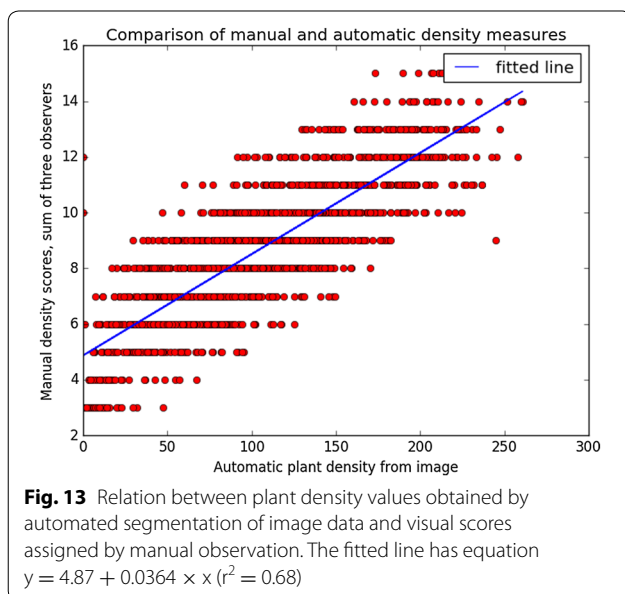 Comparison of manual and automatic density measures
16
14
12
10
8
6
4
2
Manual density scores, sum of three observers
fitted line
0
50
100
150
200
250
300
Automatic plant density from image
Fig. 13 Relation between plant density values obtained by
automated segmentation of image data and visual scores
assigned by manual observation. The fitted line has equation
y = 4.87 + 0.0364 × x (r² = 0.68)